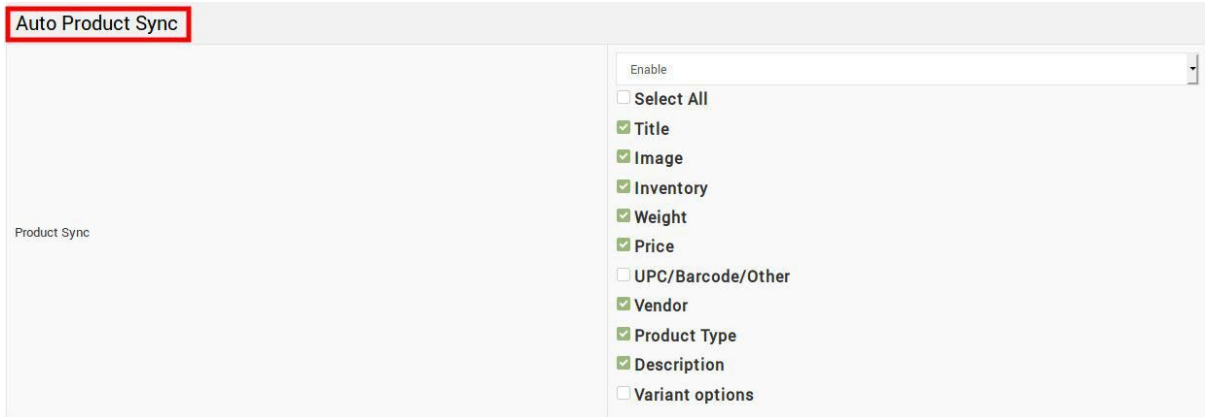 Auto Product Sync
Enable
Select All
Title
Image
Inventory
Weight
Product Sync
Price
UPC/Barcode/Other
Vendor
Product Type
Description
Variant options